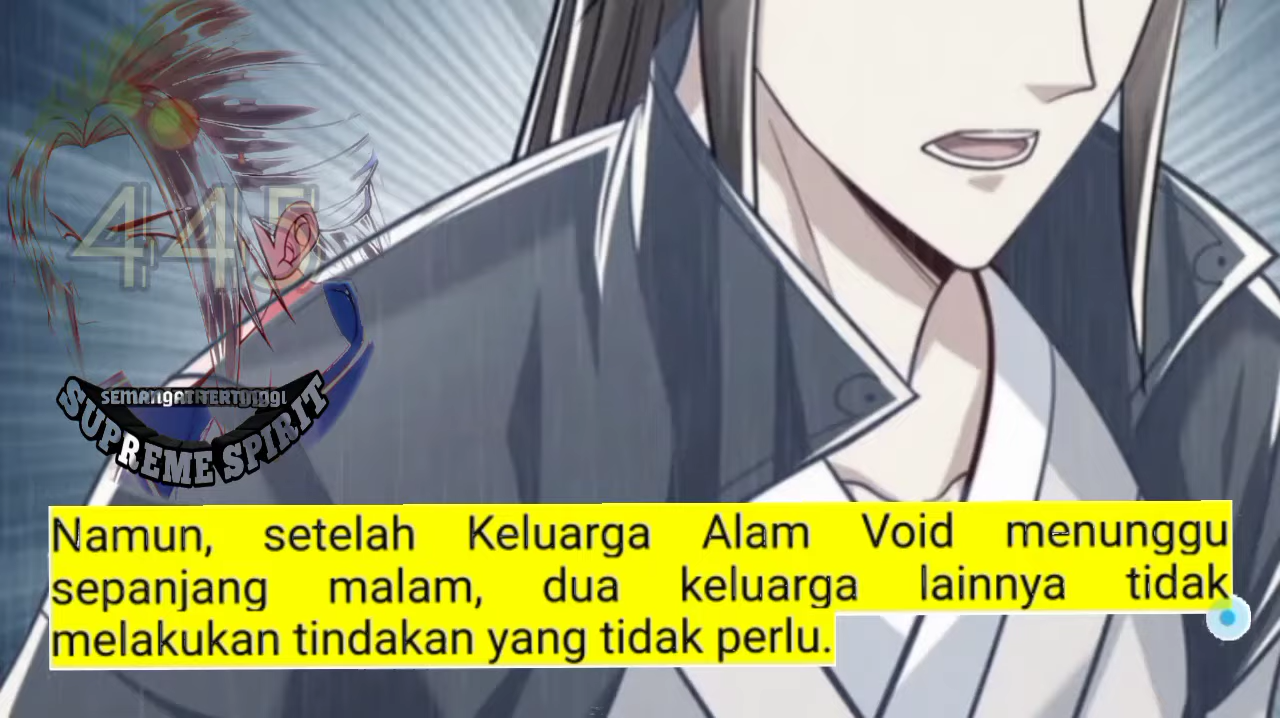 445
SUPREME SPIRIT
Namun, setelah Keluarga Alam Void menunggu
sepanjang malam, dua keluarga lainnya tidak
melakukan tindakan yang tidak perlu.